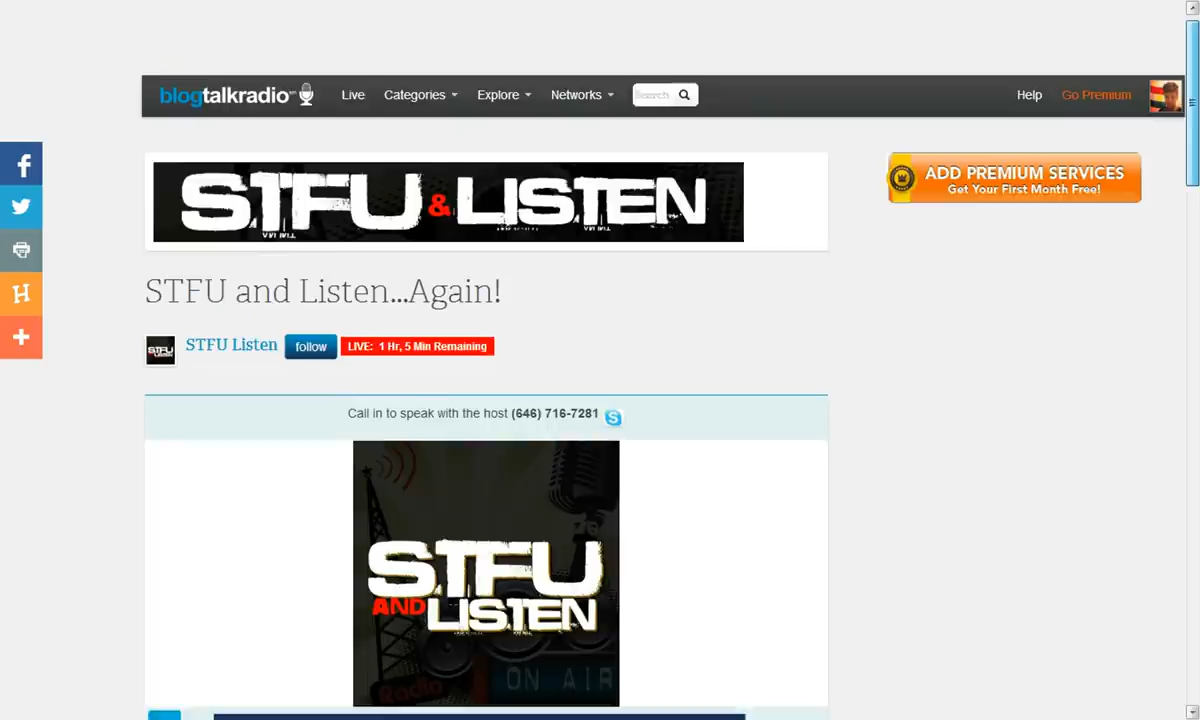 blogtalkradio Live Categories Explore Networks Search Help Go Premium
STFU & LISTEN
ADD PREMIUM SERVICES
Get Your First Month Free!
STFU and Listen...Again!
STFU Listen follow LIVE: 1 Hr, 5 Min Remaining
Call in to speak with the host (646) 716-7281
STFU
AND LISTEN
ON AIR
Radio